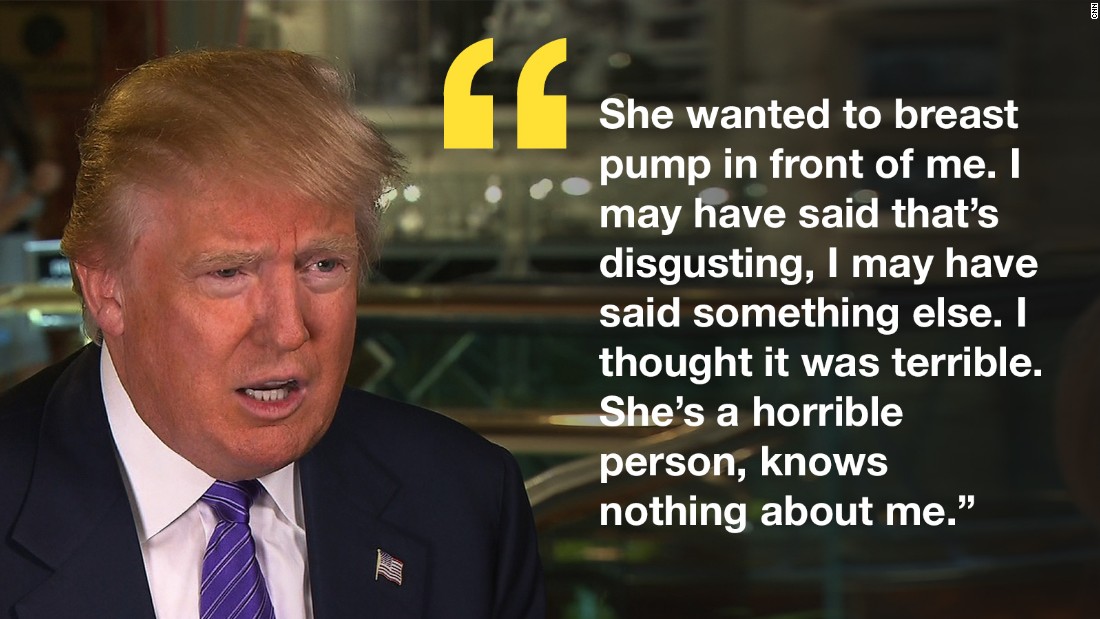 CNN
“
She wanted to breast
pump in front of me. I
may have said that’s
disgusting, I may have
said something else. I
thought it was terrible.
She’s a horrible
person, knows
nothing about me.”